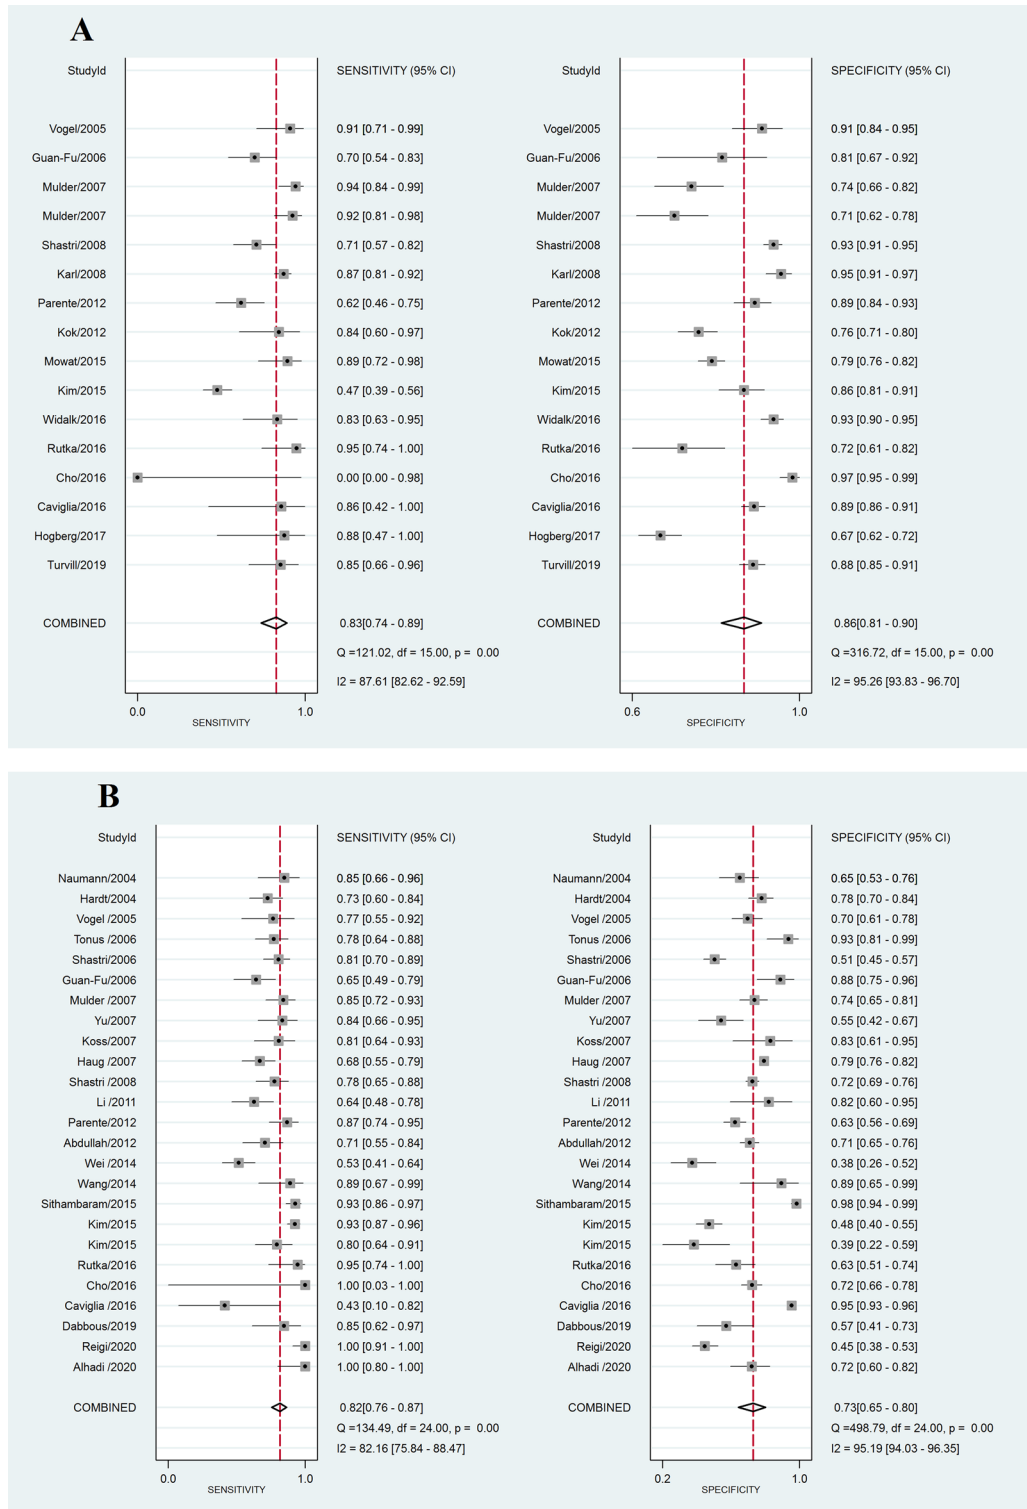 A
StudyId SENSITIVITY (95% CI) StudyId SPECIFICITY (95% CI)
Vogel/2005 0.91 [0.71 - 0.99] Vogel/2005 0.91 [0.84 - 0.95]
Guan-Fu/2006 0.70 [0.54 - 0.83] Guan-Fu/2006 0.81 [0.67 - 0.92]
Mulder/2007 0.94 [0.84 - 0.99] Mulder/2007 0.74 [0.66 - 0.82]
Mulder/2007 0.92 [0.81 - 0.98] Mulder/2007 0.71 [0.62 - 0.78]
Shastri/2008 0.71 [0.57 - 0.82] Shastri/2008 0.93 [0.91 - 0.95]
Karl/2008 0.87 [0.81 - 0.92] Karl/2008 0.95 [0.91 - 0.97]
Parente/2012 0.62 [0.46 - 0.75] Parente/2012 0.89 [0.84 - 0.93]
Kok/2012 0.84 [0.60 - 0.97] Kok/2012 0.76 [0.71 - 0.80]
Mowat/2015 0.89 [0.72 - 0.98] Mowat/2015 0.79 [0.76 - 0.82]
Kim/2015 0.47 [0.39 - 0.56] Kim/2015 0.86 [0.81 - 0.91]
Widalk/2016 0.83 [0.63 - 0.95] Widalk/2016 0.93 [0.90 - 0.95]
Rutka/2016 0.95 [0.74 - 1.00] Rutka/2016 0.72 [0.61 - 0.82]
Cho/2016 0.00 [0.00 - 0.98] Cho/2016 0.97 [0.95 - 0.99]
Caviglia/2016 0.86 [0.42 - 1.00] Caviglia/2016 0.89 [0.86 - 0.91]
Hogberg/2017 0.88 [0.47 - 1.00] Hogberg/2017 0.67 [0.62 - 0.72]
Turvill/2019 0.85 [0.66 - 0.96] Turvill/2019 0.88 [0.85 - 0.91]
COMBINED 0.83[0.74 - 0.89] COMBINED 0.86[0.81 - 0.90]
Q =121.02, df = 15.00, p = 0.00 Q =316.72, df = 15.00, p = 0.00
I2 = 87.61 [82.62 - 92.59] I2 = 95.26 [93.83 - 96.70]
0.0 1.0 0.6 1.0
SENSITIVITY SPECIFICITY
B
StudyId SENSITIVITY (95% CI) StudyId SPECIFICITY (95% CI)
Naumann/2004 0.85 [0.66 - 0.96] Naumann/2004 0.65 [0.53 - 0.76]
Hardt/2004 0.73 [0.60 - 0.84] Hardt/2004 0.78 [0.70 - 0.84]
Vogel /2005 0.77 [0.55 - 0.92] Vogel /2005 0.70 [0.61 - 0.78]
Tonus /2006 0.78 [0.64 - 0.88] Tonus /2006 0.93 [0.81 - 0.99]
Shastri/2006 0.81 [0.70 - 0.89] Shastri/2006 0.51 [0.45 - 0.57]
Guan-Fu/2006 0.65 [0.49 - 0.79] Guan-Fu/2006 0.88 [0.75 - 0.96]
Mulder /2007 0.85 [0.72 - 0.93] Mulder /2007 0.74 [0.65 - 0.81]
Yu/2007 0.84 [0.66 - 0.95] Yu/2007 0.55 [0.42 - 0.67]
Koss/2007 0.81 [0.64 - 0.93] Koss/2007 0.83 [0.61 - 0.95]
Haug /2007 0.68 [0.55 - 0.79] Haug /2007 0.79 [0.76 - 0.82]
Shastri /2008 0.78 [0.65 - 0.88] Shastri /2008 0.72 [0.69 - 0.76]
Li /2011 0.64 [0.48 - 0.78] Li /2011 0.82 [0.60 - 0.95]
Parente/2012 0.87 [0.74 - 0.95] Parente/2012 0.63 [0.56 - 0.69]
Abdullah/2012 0.71 [0.55 - 0.84] Abdullah/2012 0.71 [0.65 - 0.76]
Wei /2014 0.53 [0.41 - 0.64] Wei /2014 0.38 [0.26 - 0.52]
Wang/2014 0.89 [0.67 - 0.99] Wang/2014 0.89 [0.65 - 0.99]
Sithambaram/2015 0.93 [0.86 - 0.97] Sithambaram/2015 0.98 [0.94 - 0.99]
Kim/2015 0.93 [0.87 - 0.96] Kim/2015 0.48 [0.40 - 0.55]
Kim/2015 0.80 [0.64 - 0.91] Kim/2015 0.39 [0.22 - 0.59]
Rutka/2016 0.95 [0.74 - 1.00] Rutka/2016 0.63 [0.51 - 0.74]
Cho/2016 1.00 [0.03 - 1.00] Cho/2016 0.72 [0.66 - 0.78]
Caviglia /2016 0.43 [0.10 - 0.82] Caviglia /2016 0.95 [0.93 - 0.96]
Dabbous/2019 0.85 [0.62 - 0.97] Dabbous/2019 0.57 [0.41 - 0.73]
Reigi/2020 1.00 [0.91 - 1.00] Reigi/2020 0.45 [0.38 - 0.53]
Alhadi /2020 1.00 [0.80 - 1.00] Alhadi /2020 0.72 [0.60 - 0.82]
COMBINED 0.82[0.76 - 0.87] COMBINED 0.73[0.65 - 0.80]
Q =134.49, df = 24.00, p = 0.00 Q =498.79, df = 24.00, p = 0.00
I2 = 82.16 [75.84 - 88.47] I2 = 95.19 [94.03 - 96.35]
0.0 1.0 0.2 1.0
SENSITIVITY SPECIFICITY